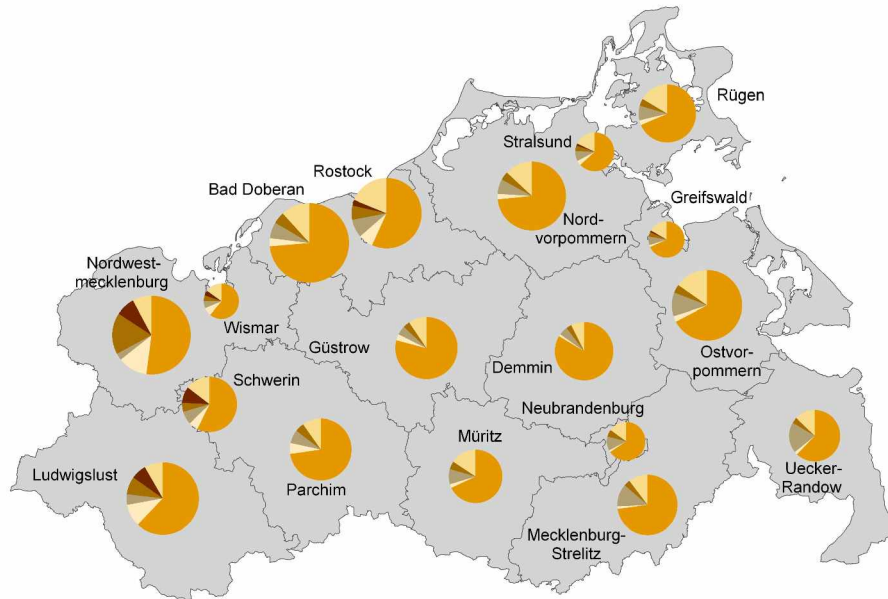 Rügen
Stralsund
Rostock
Bad Doberan
Greifswald
Nord-
vorpommern
Nordwest-
mecklenburg
Wismar
Güstrow
Demmin
Ostvor-
pommern
Schwerin
Neubrandenburg
Müritz
Ludwigslust
Parchim
Uecker-
Randow
Mecklenburg-
Strelitz